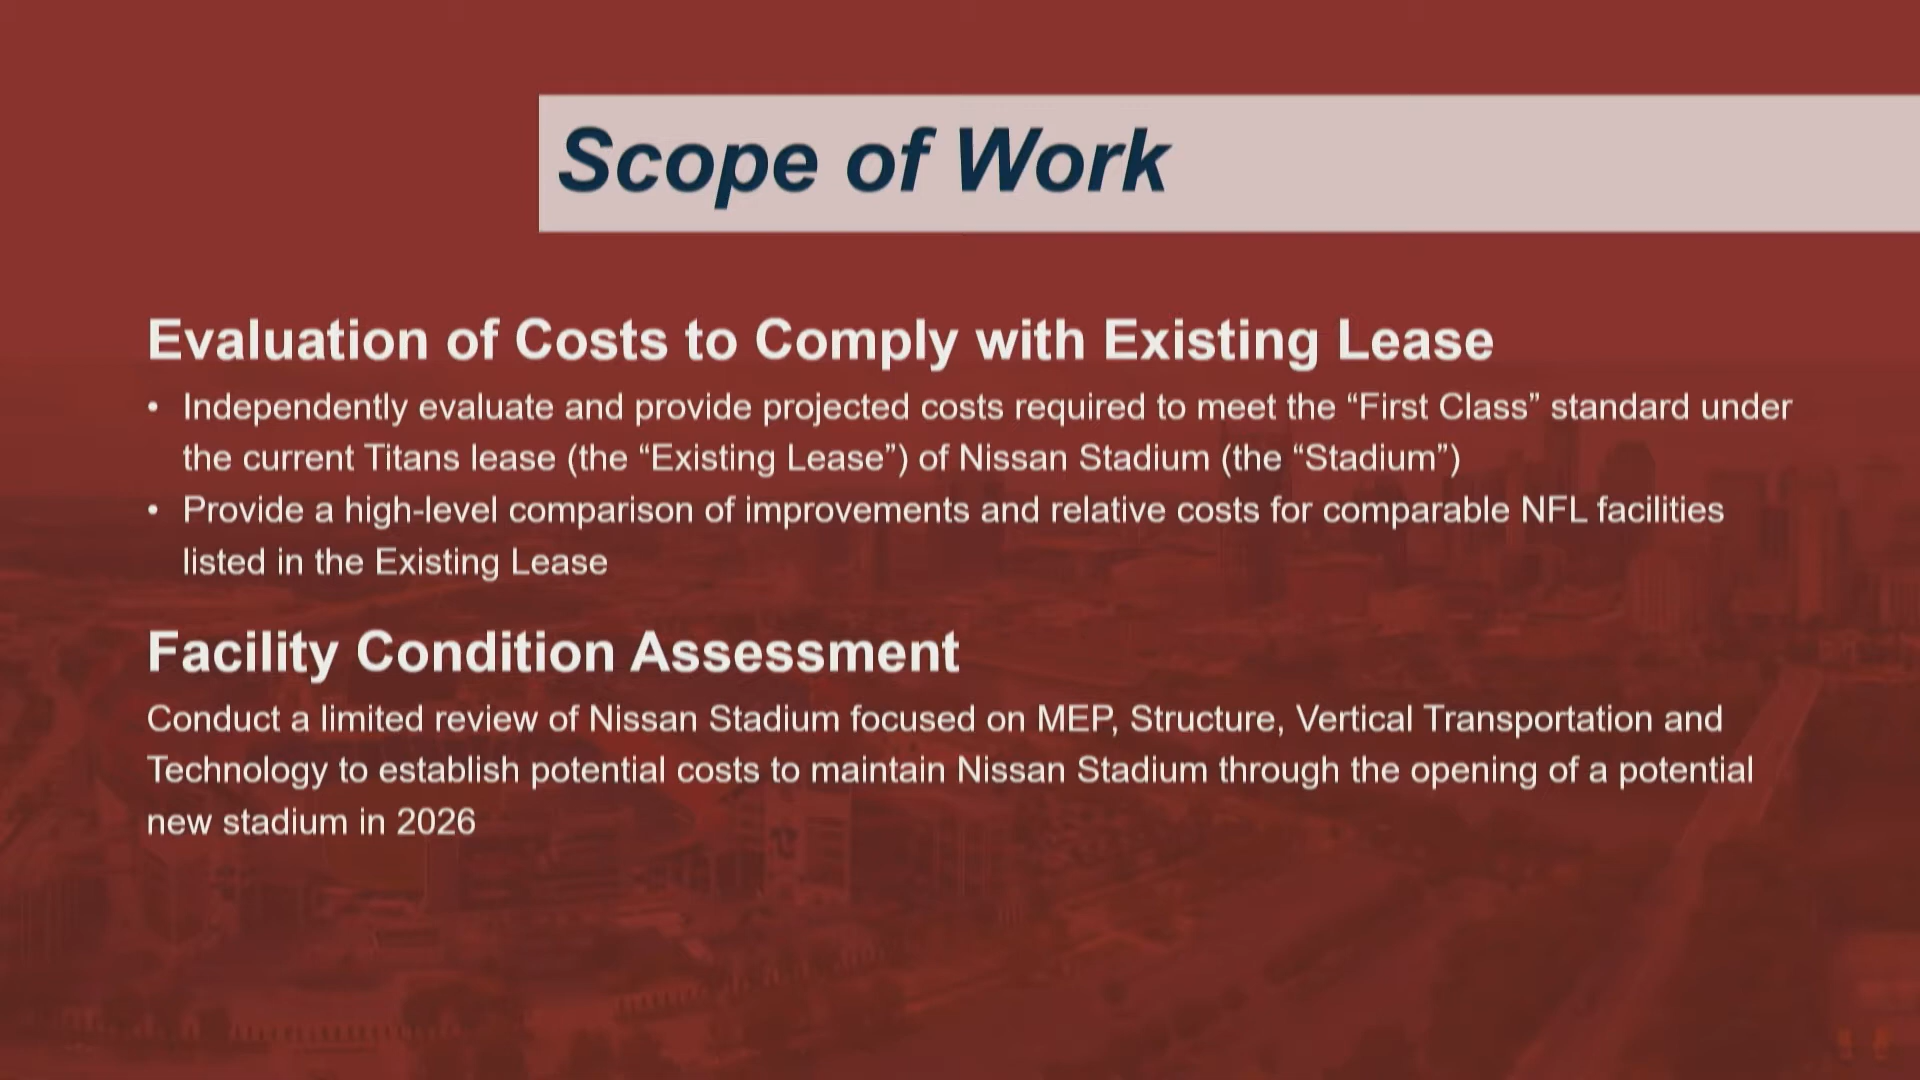 Scope of Work
Evaluation of Costs to Comply with Existing Lease
• Independently evaluate and provide projected costs required to meet the “First Class” standard under
the current Titans lease (the “Existing Lease”) of Nissan Stadium (the “Stadium”)
• Provide a high-level comparison of improvements and relative costs for comparable NFL facilities
listed in the Existing Lease
Facility Condition Assessment
Conduct a limited review of Nissan Stadium focused on MEP, Structure, Vertical Transportation and
Technology to establish potential costs to maintain Nissan Stadium through the opening of a potential
new stadium in 2026